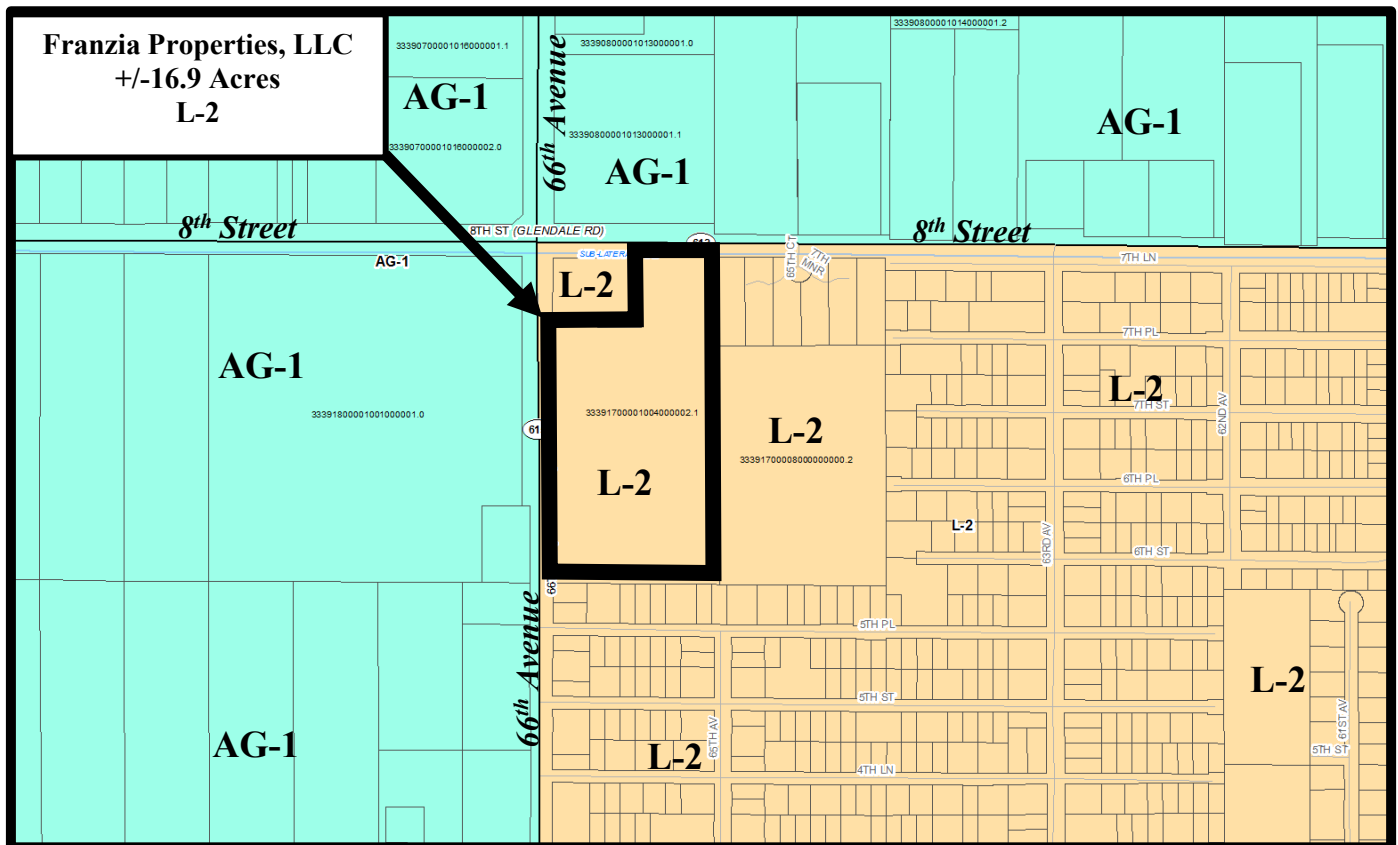 Franzia Properties, LLC
+/-16.9 Acres
L-2
33390700001016000001.1
AG-1
33390700001016000002.0
66th Avenue
33390800001013000001.0
33390800001013000001.1
AG-1
33390800001014000001.2
AG-1
8th Street
8TH ST (GLENDALE RD)
8th Street
AG-1
L-2
65TH CT
7TH
MNR
7TH LN
AG-1
33391800001001000001.0
33391700001004000002.1
L-2
L-2
33391700008000000000.2
7TH PL
L-2
7TH ST
62ND AV
6TH PL
L-2
63RD AV
6TH ST
66th Avenue
5TH PL
5TH ST
65TH AV
L-2
4TH LN
L-2
61ST AV
5TH ST
AG-1